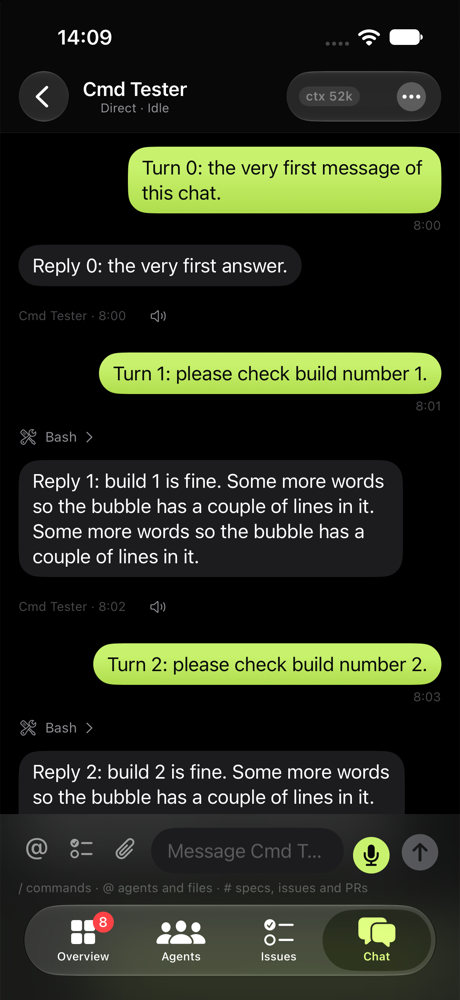 14:09
Cmd Tester
Direct · Idle
ctx 52k
Turn 0: the very first message of
this chat.
8:00
Reply 0: the very first answer.
Cmd Tester · 8:00
Turn 1: please check build number 1.
8:01
Bash
Reply 1: build 1 is fine. Some more words
so the bubble has a couple of lines in it.
Some more words so the bubble has a
couple of lines in it.
Cmd Tester · 8:02
Turn 2: please check build number 2.
8:03
Bash
Reply 2: build 2 is fine. Some more words
so the bubble has a couple of lines in it.
@
Message Cmd T...
/ commands · @ agents and files · # specs, issues and PRs
8
Overview
Agents
Issues
Chat